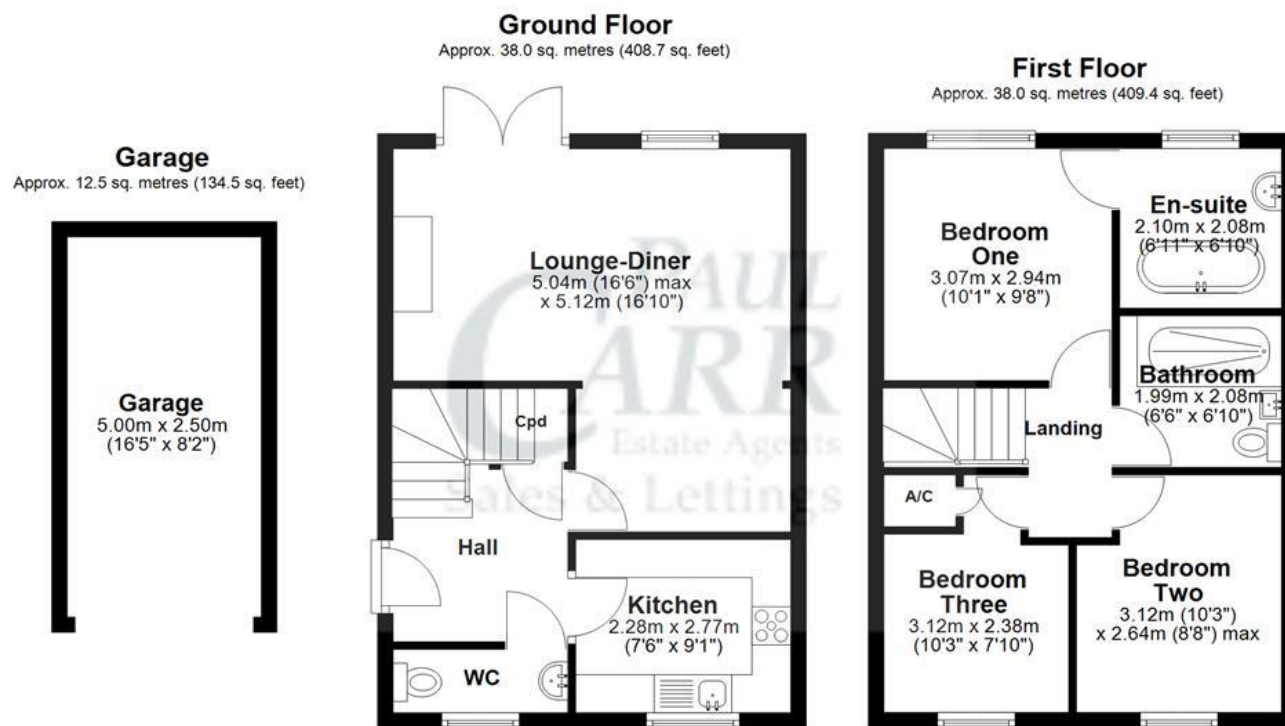 Garage
Approx. 12.5 sq. metres (134.5 sq. feet)
Garage
5.00m x 2.50m
(16'5" x 8'2")
Ground Floor
Approx. 38.0 sq. metres (408.7 sq. feet)
Lounge-Diner
5.04m (16'6") max
x 5.12m (16'10")
Cpd
Hall
Kitchen
2.28m x 2.77m
(7'6" x 9'1")
WC
First Floor
Approx. 38.0 sq. metres (409.4 sq. feet)
Bedroom
One
3.07m x 2.94m
(10'1" x 9'8")
En-suite
2.10m x 2.08m
(6'11" x 6'10")
Bathroom
1.99m x 2.08m
(6'6" x 6'10")
Landing
A/C
Bedroom
Three
3.12m x 2.38m
(10'3" x 7'10")
Bedroom
Two
3.12m (10'3")
x 2.64m (8'8") max
PAUL
CARR
Estate Agents
Sales & Lettings